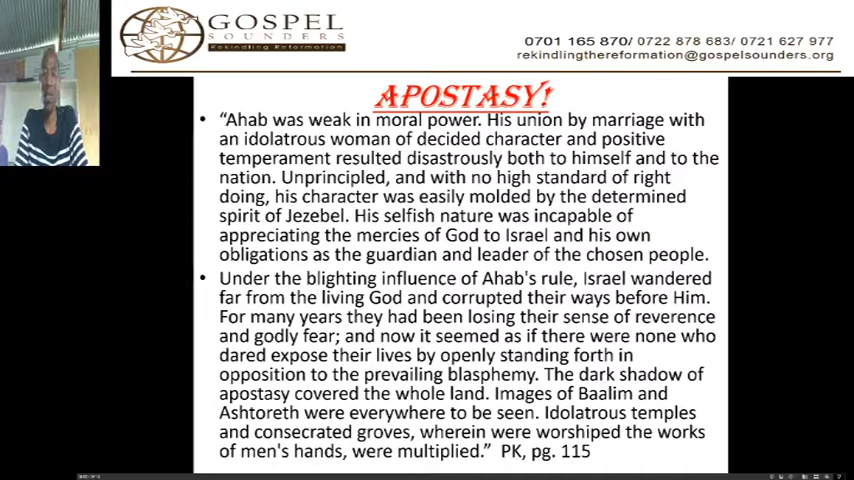 GOSPEL
SOUNDERS
Rekindling Reformation
0701 165 870/ 0722 878 683/ 0721 627 977
rekindlingthereformation@gospelsounders.org
APOSTASY!
• “Ahab was weak in moral power. His union by marriage with
an idolatrous woman of decided character and positive
temperament resulted disastrously both to himself and to the
nation. Unprincipled, and with no high standard of right
doing, his character was easily molded by the determined
spirit of Jezebel. His selfish nature was incapable of
appreciating the mercies of God to Israel and his own
obligations as the guardian and leader of the chosen people.
• Under the blighting influence of Ahab's rule, Israel wandered
far from the living God and corrupted their ways before Him.
For many years they had been losing their sense of reverence
and godly fear; and now it seemed as if there were none who
dared expose their lives by openly standing forth in
opposition to the prevailing blasphemy. The dark shadow of
apostasy covered the whole land. Images of Baalim and
Ashtoreth were everywhere to be seen. Idolatrous temples
and consecrated groves, wherein were worshiped the works
of men's hands, were multiplied.” PK, pg. 115